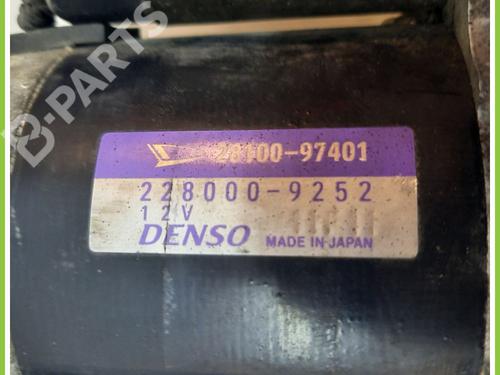 B-PARTS
28100-97401
228000-9252
12V
DENSO MADE IN JAPAN